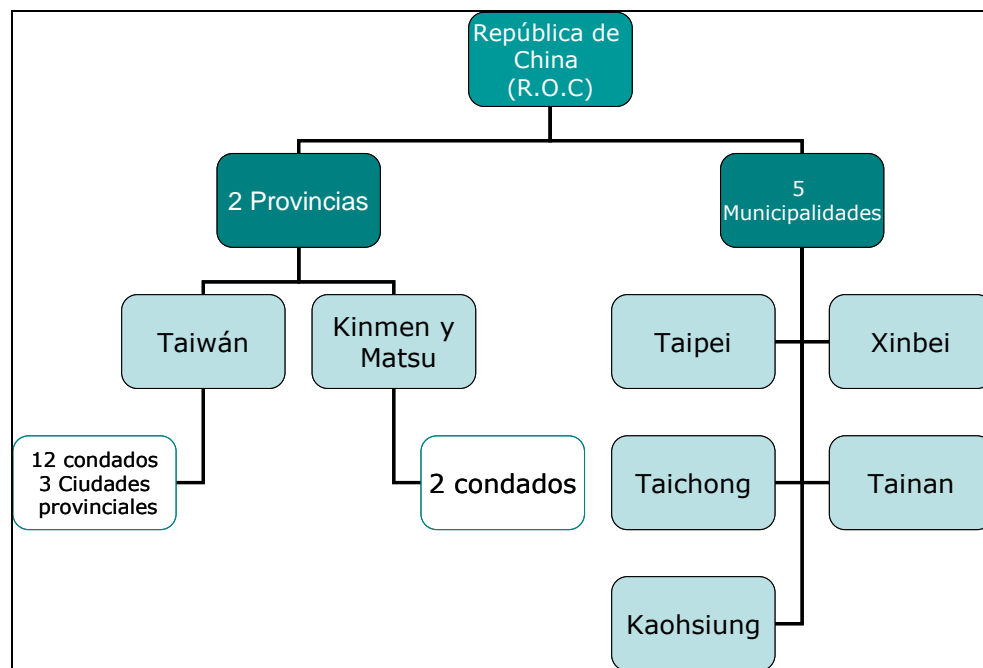 República de
China
(R.O.C)
2 Provincias
5
Municipalidades
Taiwán
Kinmen y
Matsu
Taipei
Xinbei
12 condados
3 Ciudades
provinciales
2 condados
Taichong
Tainan
Kaohsiung